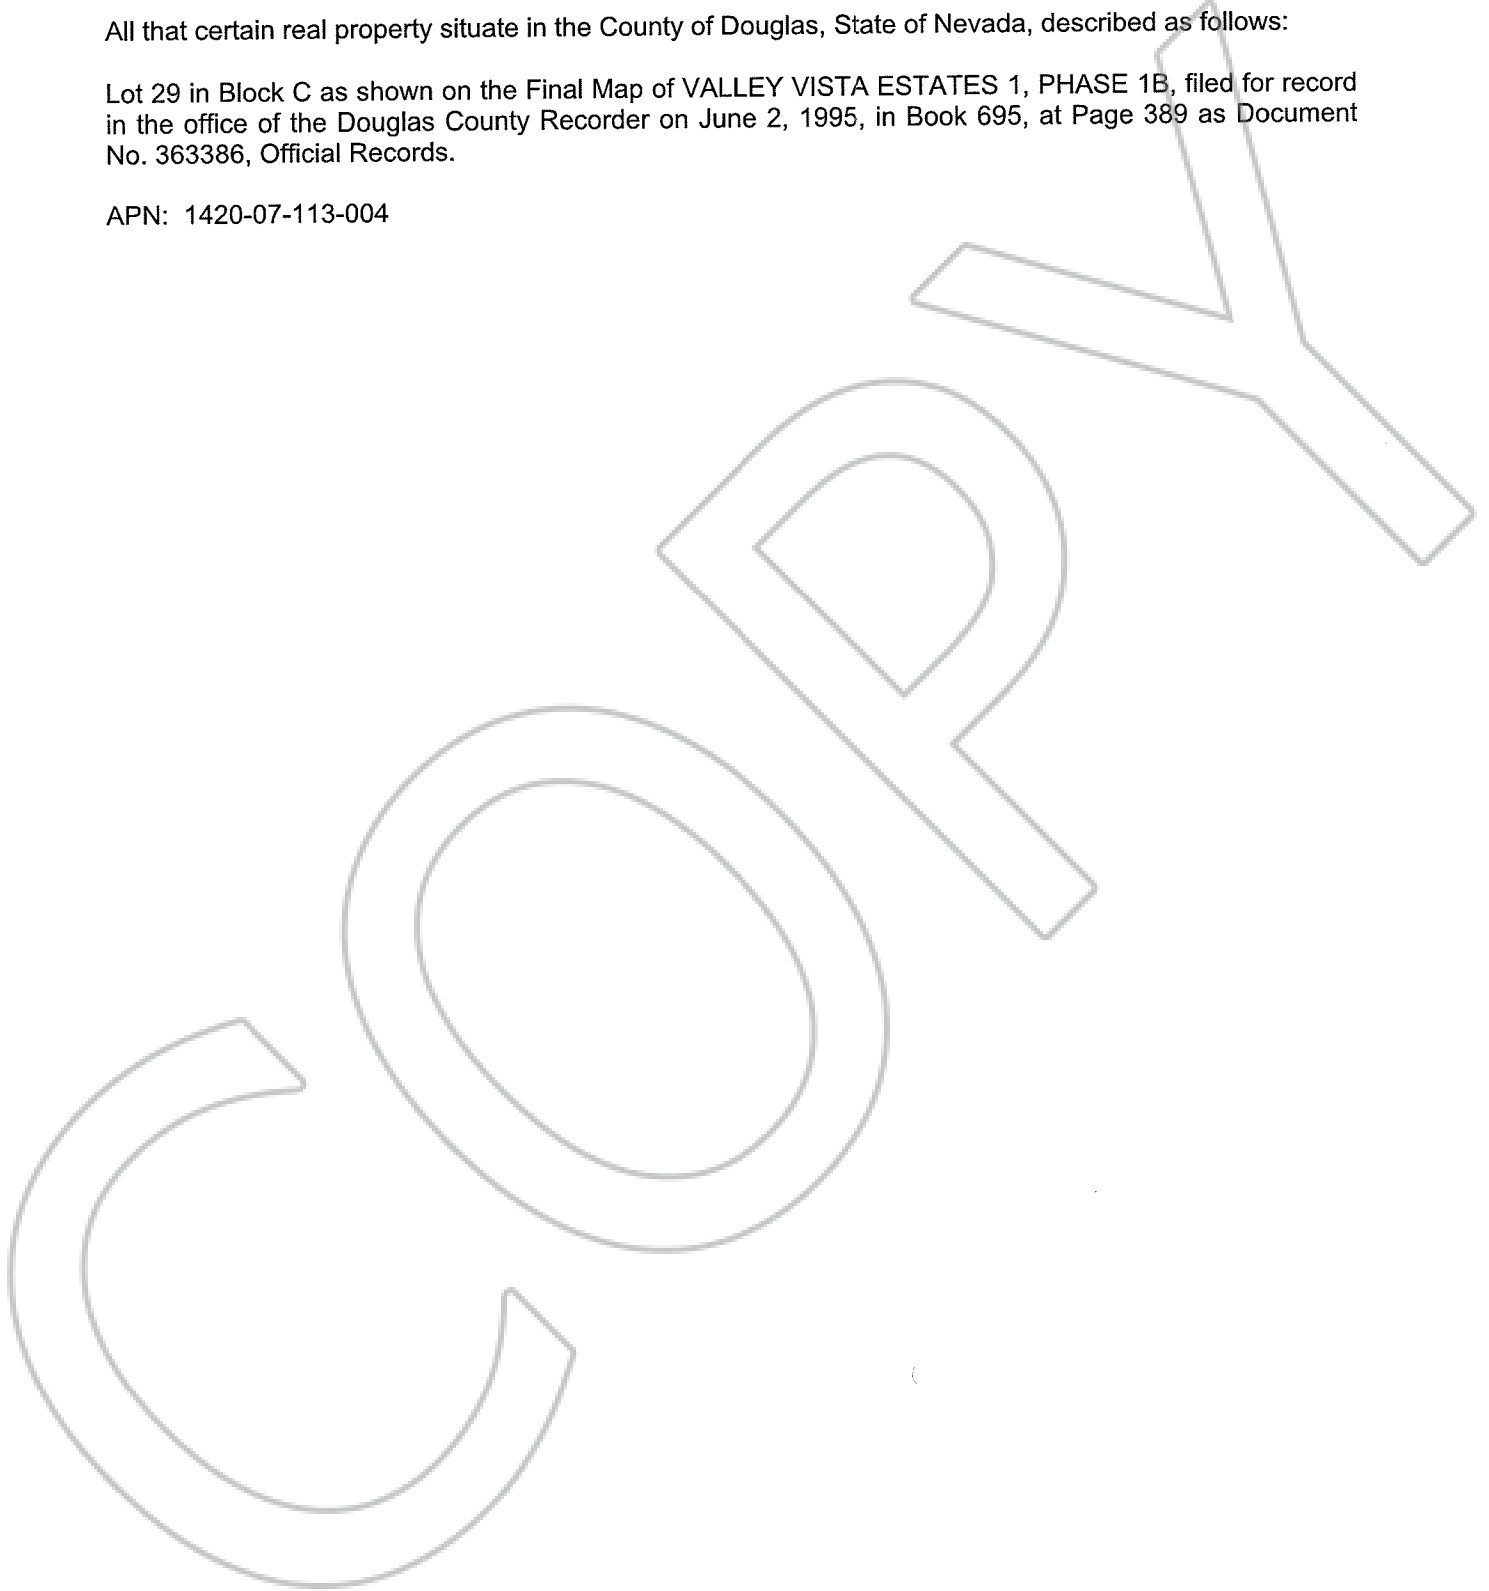 All that certain real property situate in the County of Douglas, State of Nevada, described as follows:
Lot 29 in Block C as shown on the Final Map of VALLEY VISTA ESTATES 1, PHASE 1B, filed for record
in the office of the Douglas County Recorder on June 2, 1995, in Book 695, at Page 389 as Document
No. 363386, Official Records.
APN: 1420-07-113-004
COPY